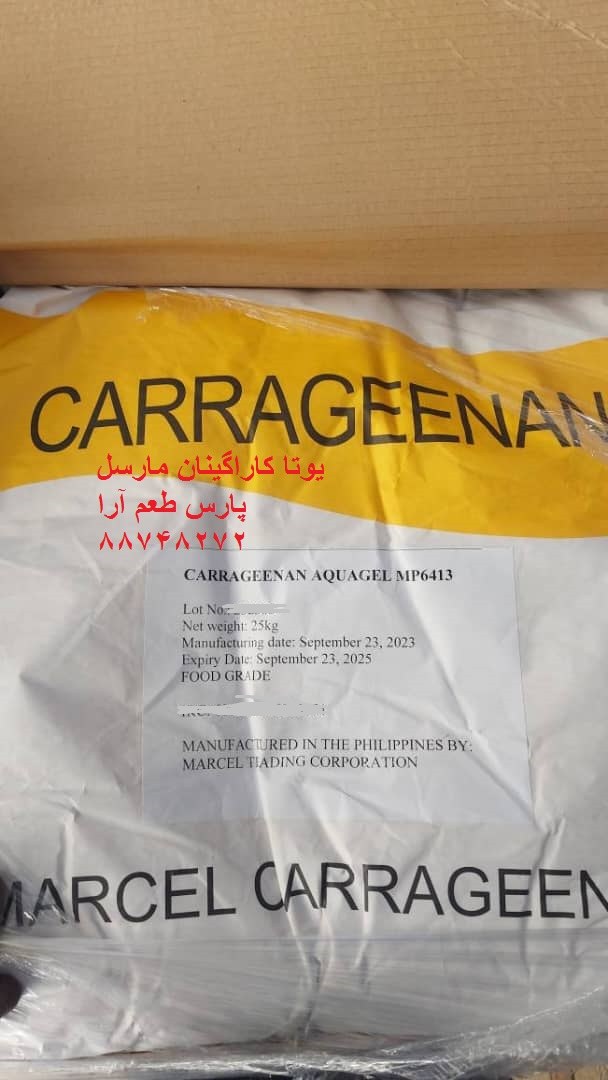 CARRAGEENAN
یوتا کاراگینان مارسل
پارس طعم آرا
۸۸۷۴۸۲۷۲
CARRAGEENAN AQUAGEL MP6413
Lot No.:
Net weight: 25kg
Manufacturing date: September 23, 2023
Expiry Date: September 23, 2025
FOOD GRADE
MANUFACTURED IN THE PHILIPPINES BY:
MARCEL TRADING CORPORATION
MARCEL CARRAGEEN